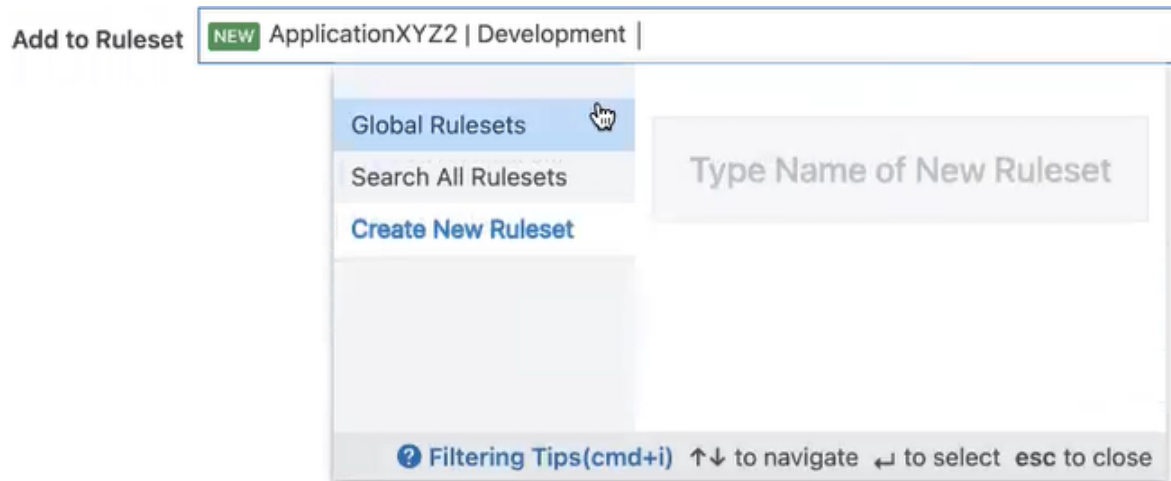 Add to Ruleset NEW ApplicationXYZ2 | Development
Global Rulesets
Search All Rulesets
Create New Ruleset
Type Name of New Ruleset
? Filtering Tips(cmd+i) ↑↓ to navigate ↵ to select esc to close